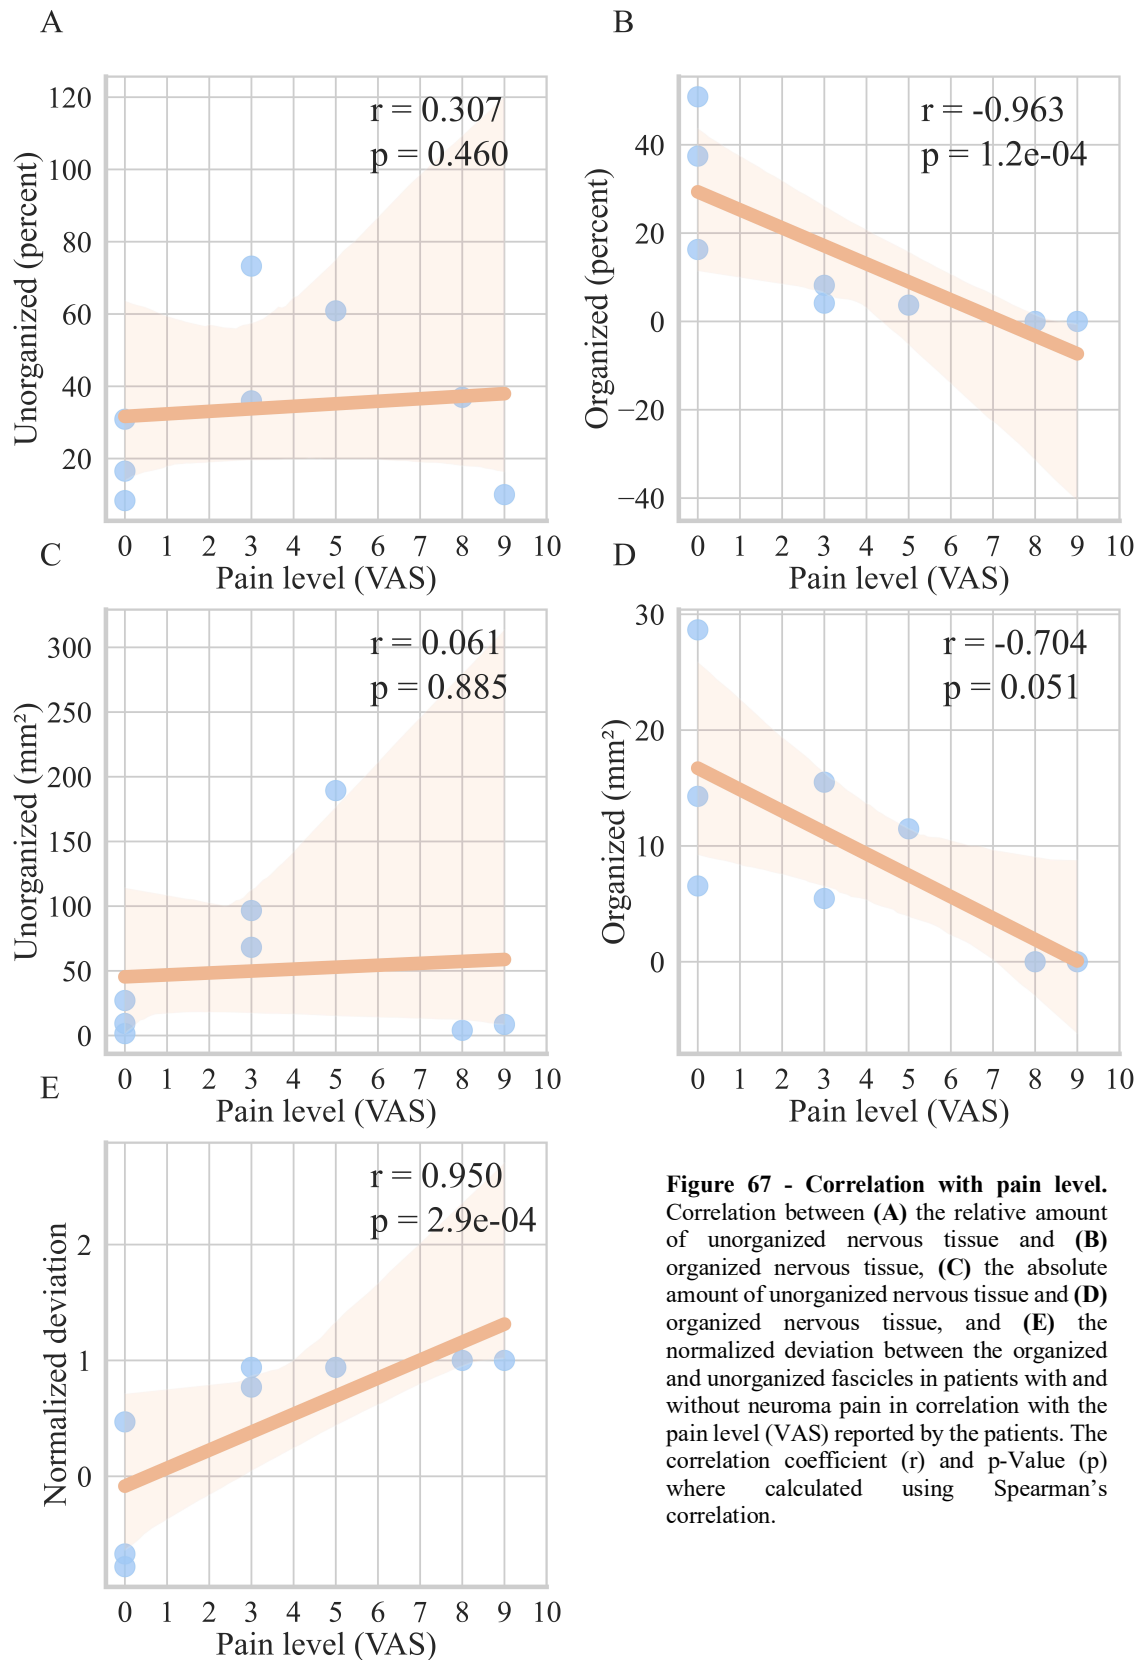 A
r = 0.307
p = 0.460
120
100
80
60
40
20
Unorganized (percent)
0 1 2 3 4 5 6 7 8 9 10
Pain level (VAS)
B
r = -0.963
p = 1.2e-04
40
20
0
−20
−40
Organized (percent)
0 1 2 3 4 5 6 7 8 9 10
Pain level (VAS)
C
r = 0.061
p = 0.885
300
250
200
150
100
50
0
Unorganized (mm²)
0 1 2 3 4 5 6 7 8 9 10
Pain level (VAS)
D
r = -0.704
p = 0.051
30
20
10
0
Organized (mm²)
0 1 2 3 4 5 6 7 8 9 10
Pain level (VAS)
E
r = 0.950
p = 2.9e-04
2
1
0
Normalized deviation
0 1 2 3 4 5 6 7 8 9 10
Pain level (VAS)
Figure 67 - Correlation with pain level.
Correlation between (A) the relative amount
of unorganized nervous tissue and (B)
organized nervous tissue, (C) the absolute
amount of unorganized nervous tissue and (D)
organized nervous tissue, and (E) the
normalized deviation between the organized
and unorganized fascicles in patients with and
without neuroma pain in correlation with the
pain level (VAS) reported by the patients. The
correlation coefficient (r) and p-Value (p)
where calculated using Spearman’s
correlation.